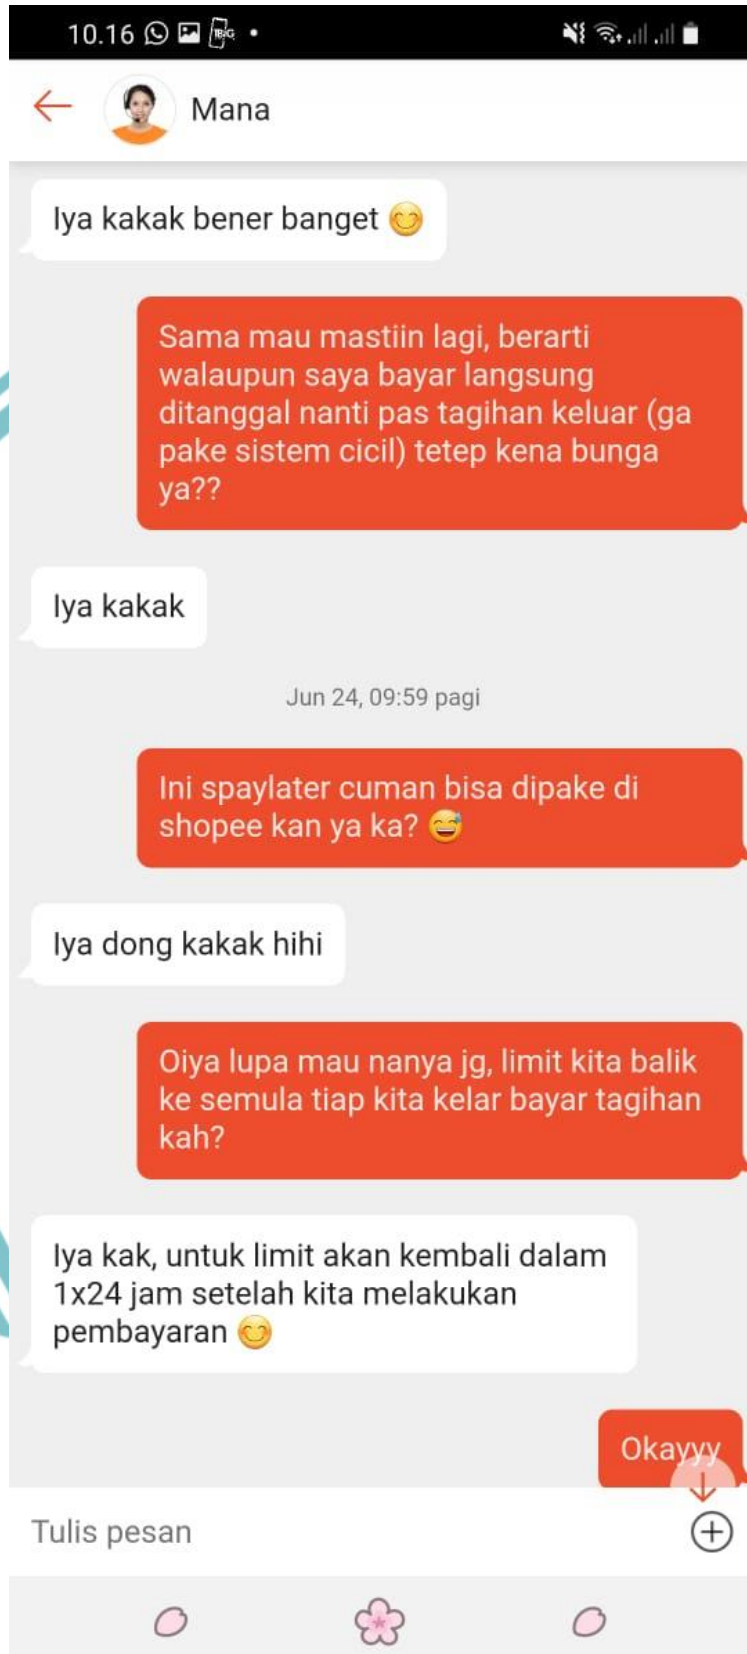 10.16
Mana
Iya kakak bener banget 😊
Sama mau mastiin lagi, berarti
walaupun saya bayar langsung
ditanggal nanti pas tagihan keluar (ga
pake sistem cicil) tetep kena bunga
ya??
Iya kakak
Jun 24, 09:59 pagi
Ini spaylater cuman bisa dipake di
shopee kan ya ka? 😅
Iya dong kakak hihi
Oiya lupa mau nanya jg, limit kita balik
ke semula tiap kita kelar bayar tagihan
kah?
Iya kak, untuk limit akan kembali dalam
1x24 jam setelah kita melakukan
pembayaran 😊
Okayyy
Tulis pesan